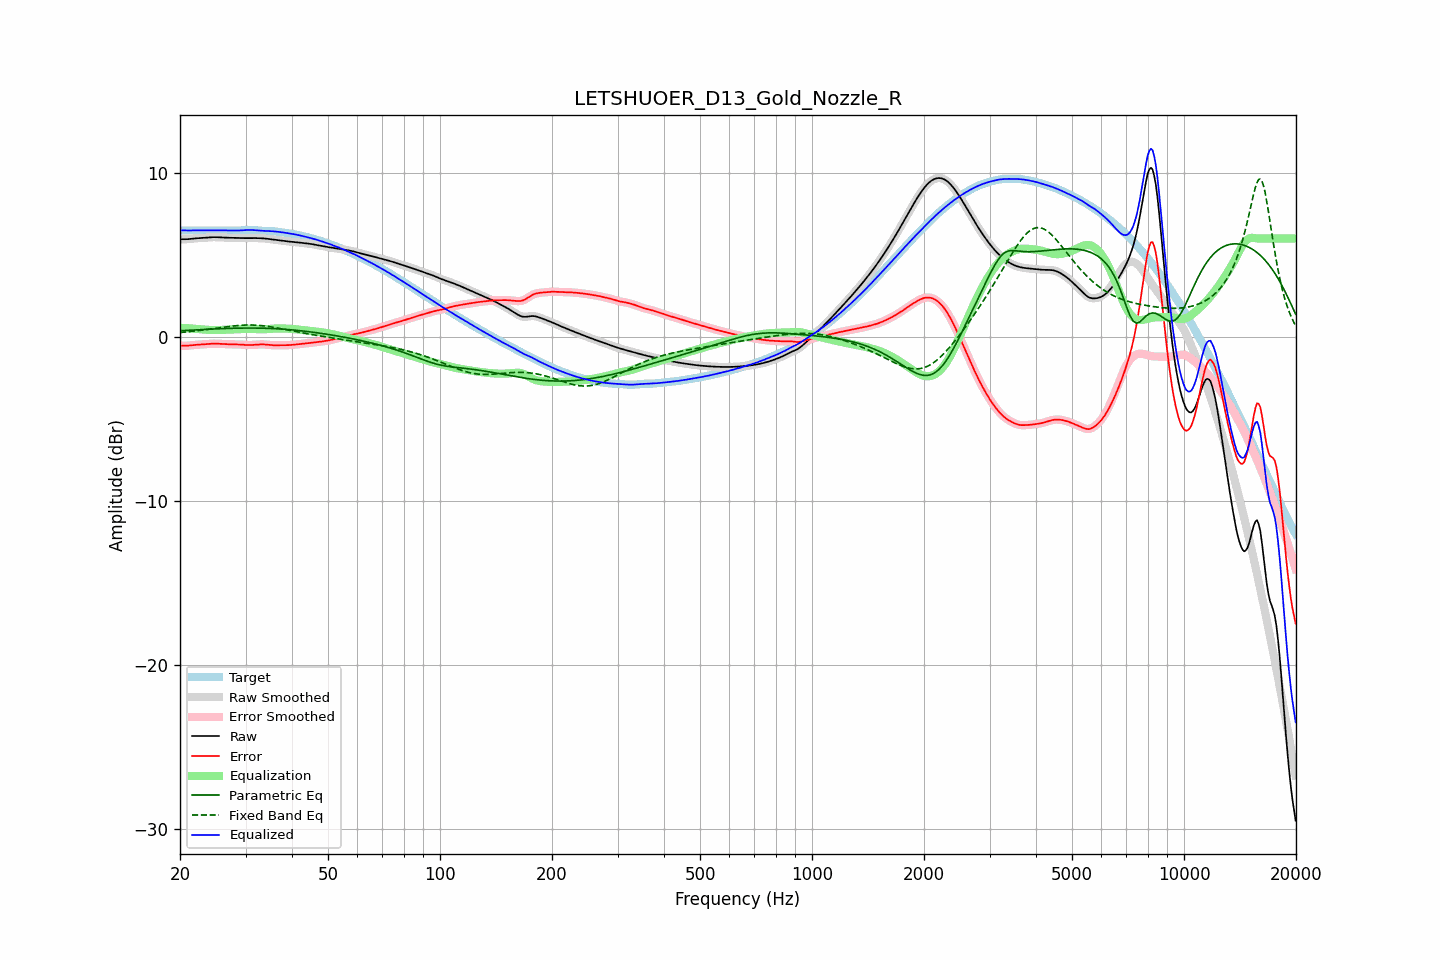 LETSHUOER_D13_Gold_Nozzle_R
Amplitude (dBr)
10
0
−10
−20
−30
Target
Raw Smoothed
Error Smoothed
Raw
Error
Equalization
Parametric Eq
Fixed Band Eq
Equalized
20 50 100 200 500 1000 2000 5000 10000 20000
Frequency (Hz)